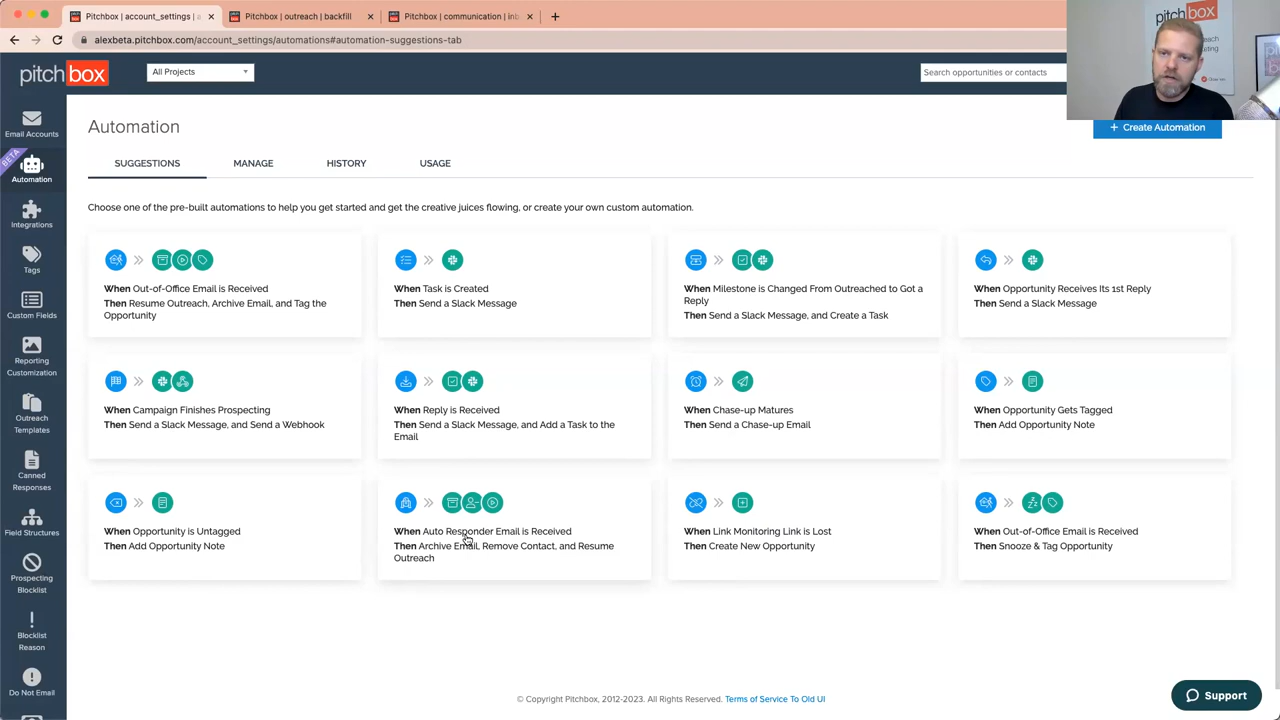 Pitchbox | account_settings | a
Pitchbox | outreach | backfill
Pitchbox | communication | inb
alexbeta.pitchbox.com/account_settings/automations#automation-suggestions-tab
pitchbox
All Projects
Search opportunities or contacts
pitchbox
Email Accounts
BETA
Automation
Integrations
Tags
Custom Fields
Reporting
Customization
Outreach
Templates
Canned
Responses
Field Structures
Prospecting
Blocklist
Blocklist
Reason
Do Not Email
Automation
+ Create Automation
SUGGESTIONS
MANAGE
HISTORY
USAGE
Choose one of the pre-built automations to help you get started and get the creative juices flowing, or create your own custom automation.
When Out-of-Office Email is Received
Then Resume Outreach, Archive Email, and Tag the
Opportunity
When Task is Created
Then Send a Slack Message
When Milestone is Changed From Outreached to Got a
Reply
Then Send a Slack Message, and Create a Task
When Opportunity Receives Its 1st Reply
Then Send a Slack Message
When Campaign Finishes Prospecting
Then Send a Slack Message, and Send a Webhook
When Reply is Received
Then Send a Slack Message, and Add a Task to the
Email
When Chase-up Matures
Then Send a Chase-up Email
When Opportunity Gets Tagged
Then Add Opportunity Note
When Opportunity is Untagged
Then Add Opportunity Note
When Auto Responder Email is Received
Then Archive Email, Remove Contact, and Resume
Outreach
When Link Monitoring Link is Lost
Then Create New Opportunity
When Out-of-Office Email is Received
Then Snooze & Tag Opportunity
© Copyright Pitchbox, 2012-2023. All Rights Reserved. Terms of Service To Old UI
Support